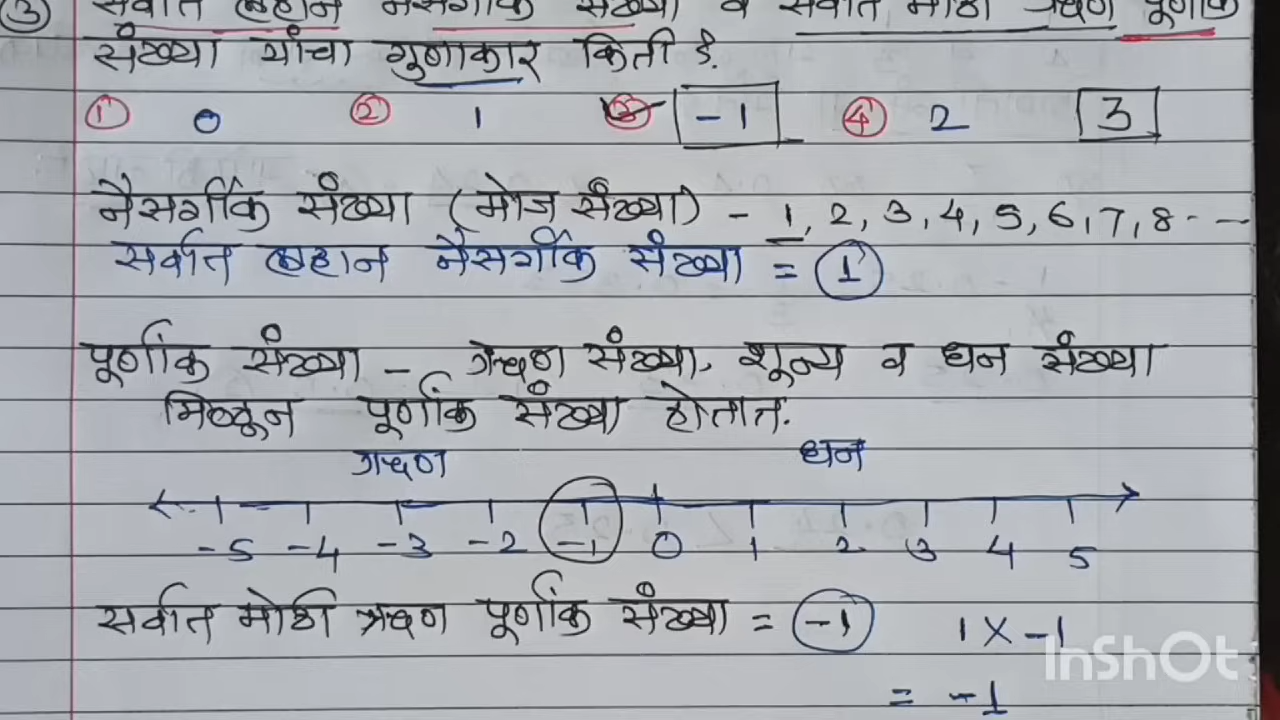 ③ सर्वात लहान नैसर्गिक संख्या व सर्वात मोठी ऋण पूर्णांक
संख्या यांचा गुणाकार किती?
① 0 ② 1 ③ -1 ④ 2 3
नैसर्गिक संख्या (मोज संख्या) - 1, 2, 3, 4, 5, 6, 7, 8 - - -
सर्वात लहान नैसर्गिक संख्या = 1
पूर्णांक संख्या - ऋण संख्या, शून्य व धन संख्या
मिळून पूर्णांक संख्या होतात.
ऋण धन
-5 -4 -3 -2 -1 0 1 2 3 4 5
सर्वात मोठी ऋण पूर्णांक संख्या = -1 1 X -1
= -1
InShOt